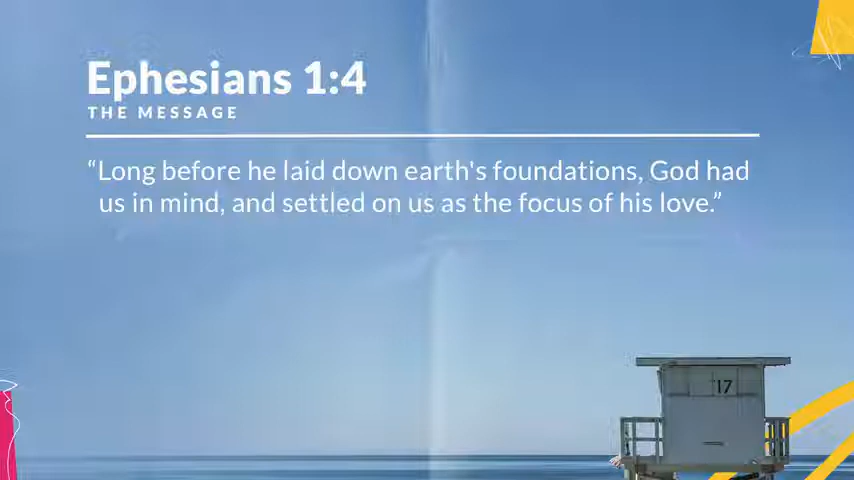 Ephesians 1:4
THE MESSAGE
“Long before he laid down earth's foundations, God had
us in mind, and settled on us as the focus of his love.”
17